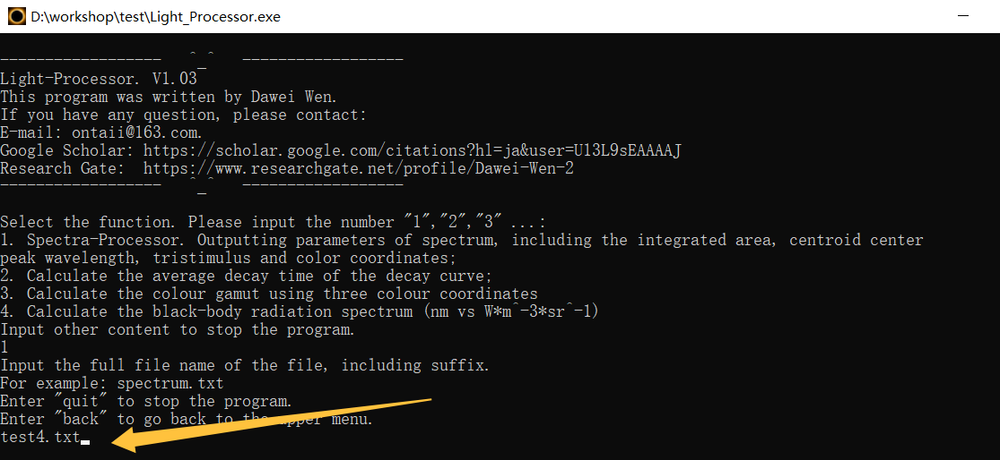 D:\workshop\test\Light_Processor.exe
------------------   ^_^   ------------------
Light-Processor. V1.03
This program was written by Dawei Wen.
If you have any question, please contact:
E-mail: ontaii@163.com.
Google Scholar: https://scholar.google.com/citations?hl=ja&user=U13L9sEAAAAJ
Research Gate:  https://www.researchgate.net/profile/Dawei-Wen-2
------------------   ^_^   ------------------
Select the function. Please input the number "1","2","3" ...:
1. Spectra-Processor. Outputting parameters of spectrum, including the integrated area, centroid center
peak wavelength, tristimulus and color coordinates;
2. Calculate the average decay time of the decay curve;
3. Calculate the colour gamut using three colour coordinates
4. Calculate the black-body radiation spectrum (nm vs W*m^-3*sr^-1)
Input other content to stop the program.
1
Input the full file name of the file, including suffix.
For example: spectrum.txt
Enter "quit" to stop the program.
Enter "back" to go back to the upper menu.
test4.txt